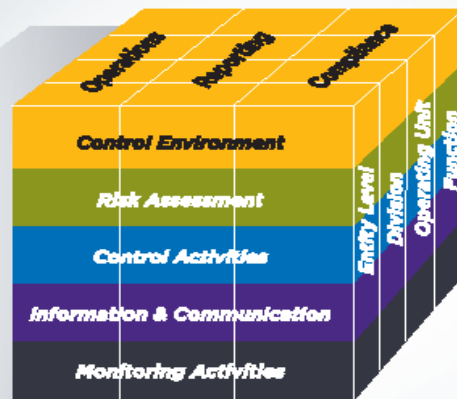 Operations
Reporting
Compliance
Control Environment
Risk Assessment
Control Activities
Information & Communication
Monitoring Activities
Entity Level
Division
Operating Unit
Function